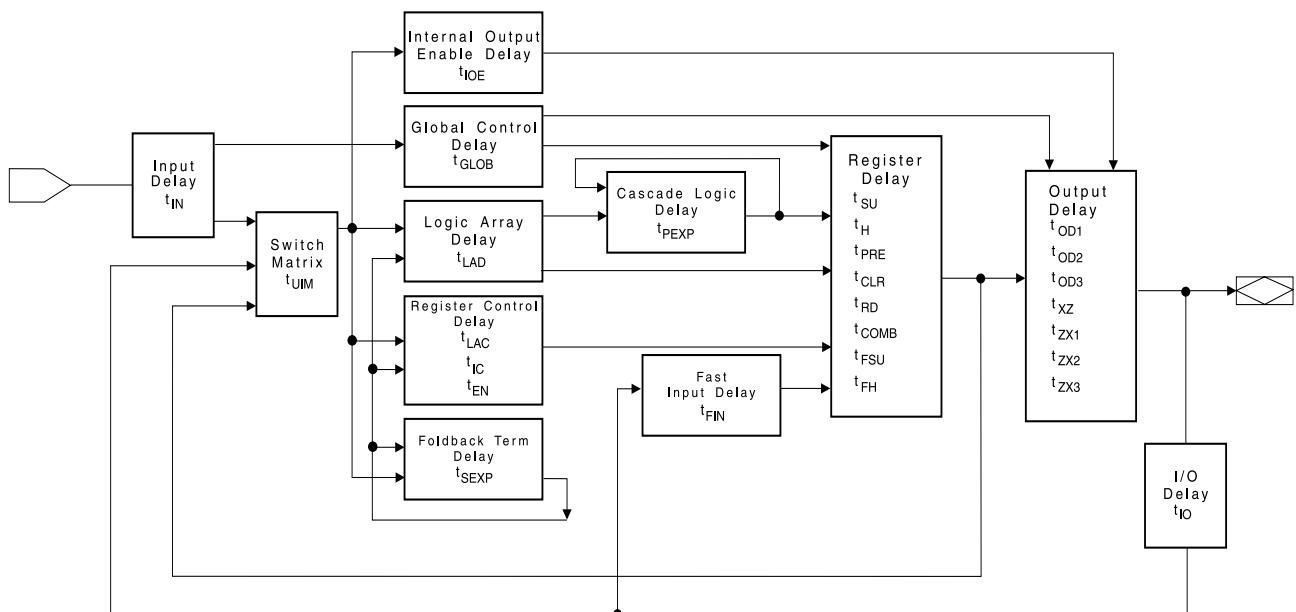 Internal Output
Enable Delay
tIOE
Global Control
Delay
tGLOB
Input
Delay
tIN
Switch
Matrix
tUIM
Logic Array
Delay
tLAD
Cascade Logic
Delay
tPEXP
Register Control
Delay
tLAC
tIC
tEN
Foldback Term
Delay
tSEXP
Fast
Input Delay
tFIN
Register
Delay
tSU
tH
tPRE
tCLR
tRD
tCOMB
tFSU
tFH
Output
Delay
tOD1
tOD2
tOD3
tXZ
tZX1
tZX2
tZX3
I/O
Delay
tIO